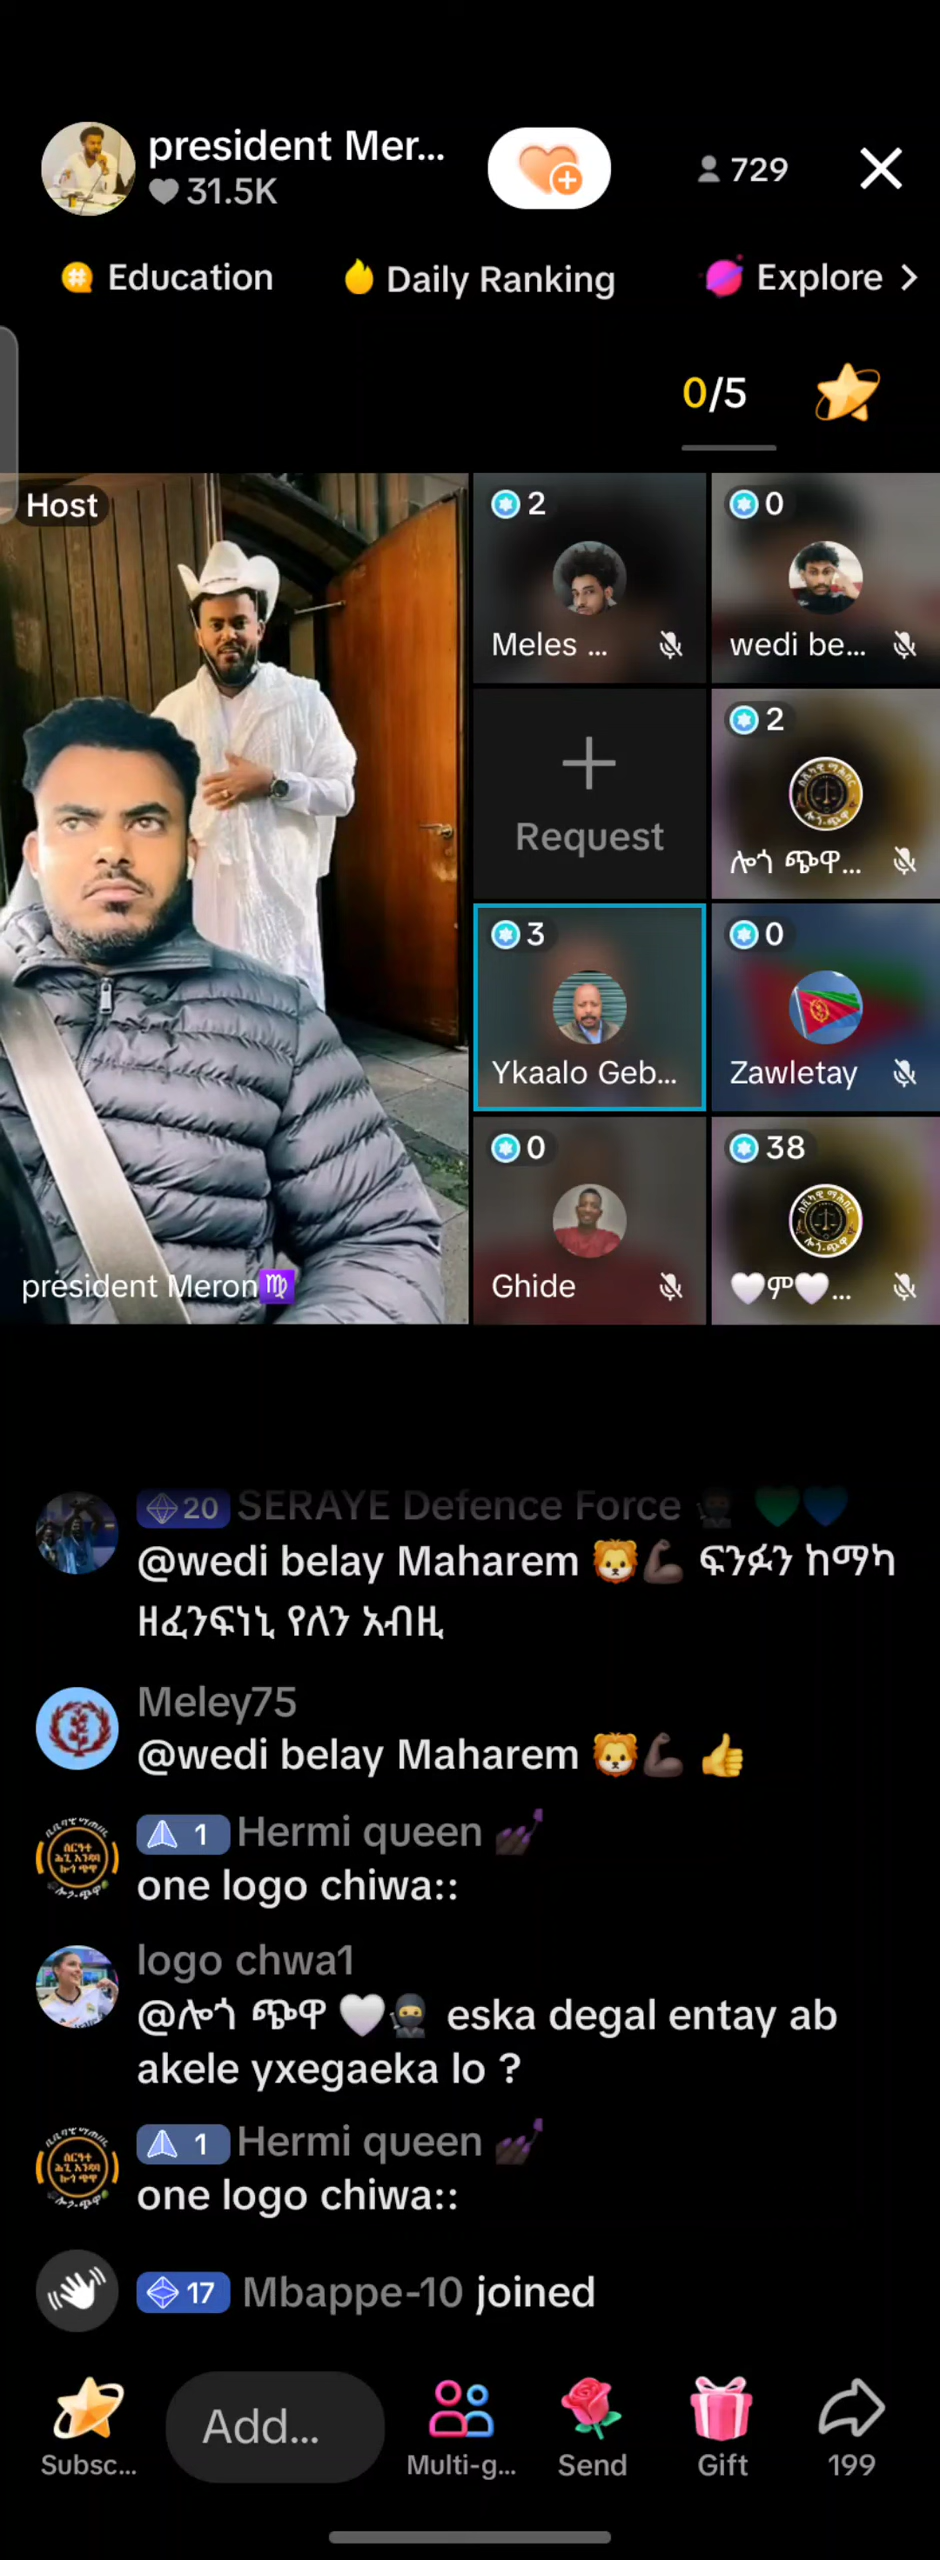 president Mer...
31.5K
729
Education
Daily Ranking
Explore
0/5
Host
president Meron
2
Meles ...
0
wedi be...
Request
2
ሎጎ ጭዋ...
3
Ykaalo Geb...
0
Zawletay
0
Ghide
38
ም...
20 SERAYE Defence Force
@wedi belay Maharem ፍንፉን ከማካ
ዘፈንፍነኒ የለን አብዚ
Meley75
@wedi belay Maharem
1 Hermi queen
one logo chiwa::
logo chwa1
@ሎጎ ጭዋ eska degal entay ab
akele yxegaeka lo ?
1 Hermi queen
one logo chiwa::
17 Mbappe-10 joined
Subsc...
Add...
Multi-g...
Send
Gift
199